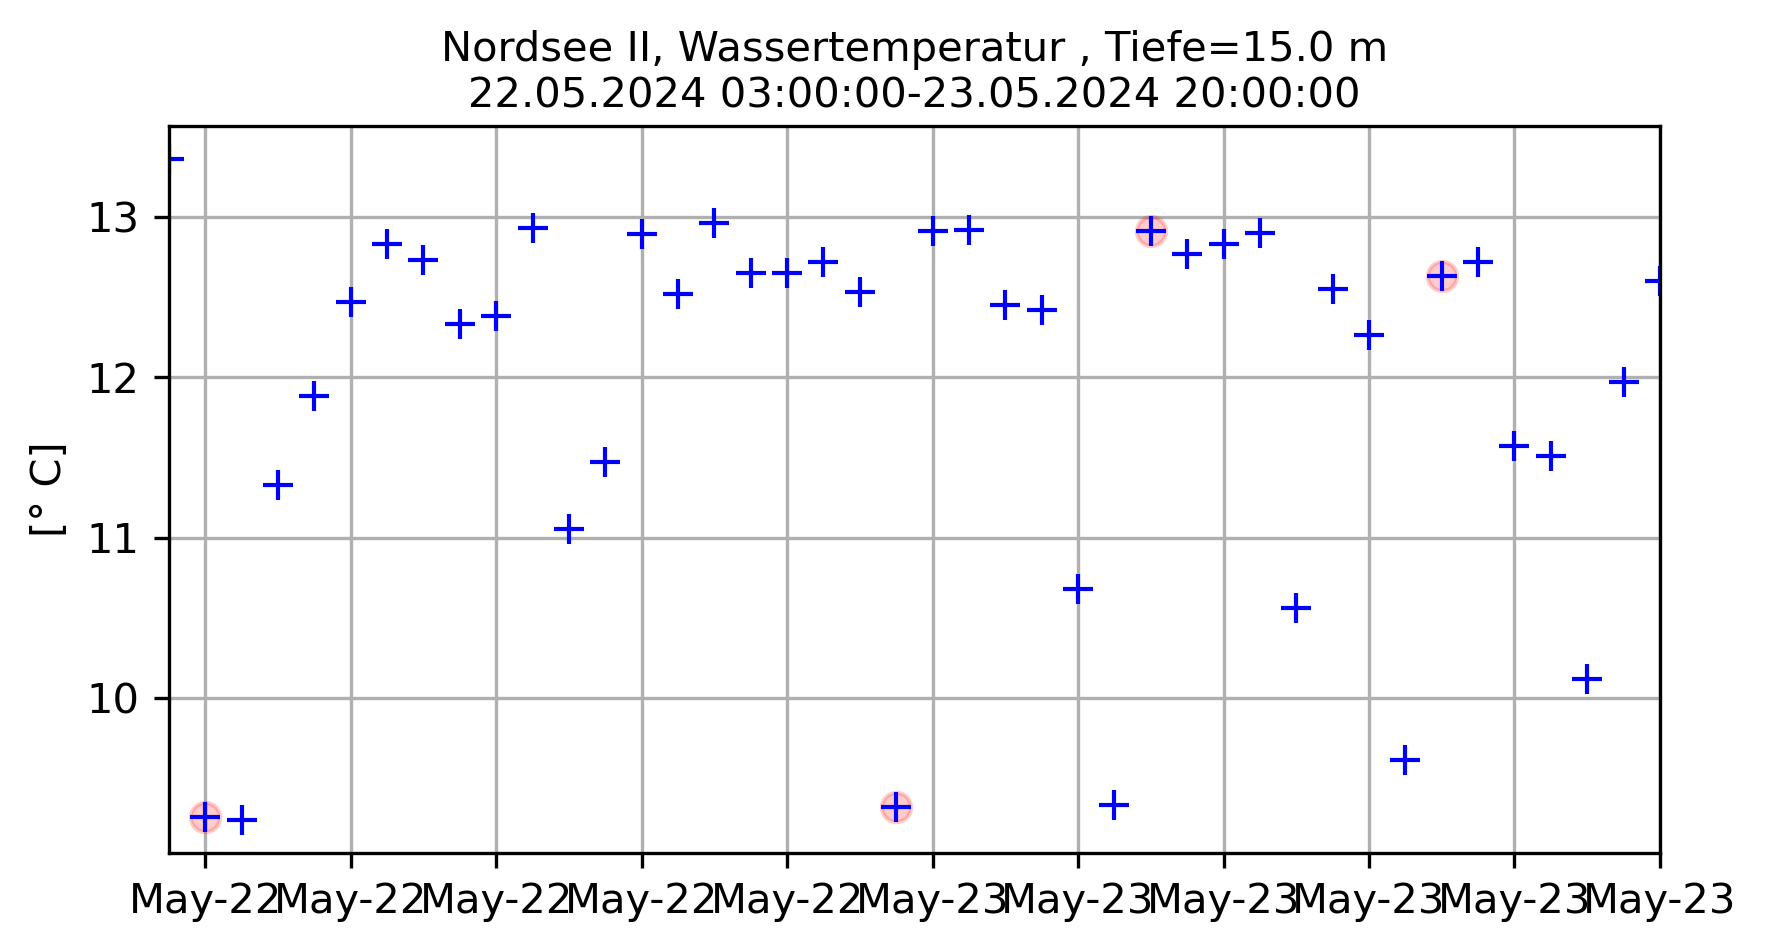 Nordsee II, Wassertemperatur , Tiefe=15.0 m
22.05.2024 03:00:00-23.05.2024 20:00:00
[° C]
13
12
11
10
May-22 May-22 May-22 May-22 May-22 May-23 May-23 May-23 May-23 May-23 May-23